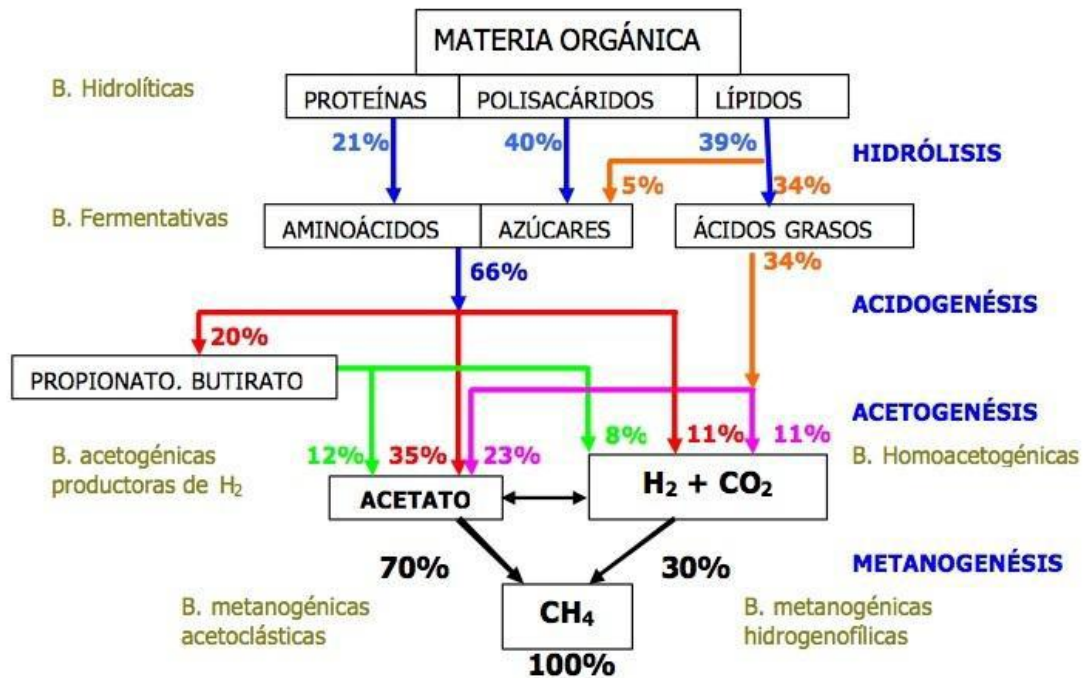 MATERIA ORGÁNICA
B. Hidrolíticas
PROTEÍNAS
POLISACÁRIDOS
LÍPIDOS
21%
40%
39%
HIDRÓLISIS
5%
34%
B. Fermentativas
AMINOÁCIDOS
AZÚCARES
ÁCIDOS GRASOS
66%
34%
ACIDOGENÉSIS
20%
PROPIONATO. BUTIRATO
ACETOGENÉSIS
B. acetogénicas
productoras de H₂
12%
35%
23%
8%
11%
11%
B. Homoacetogénicas
ACETATO
H₂ + CO₂
70%
30%
METANOGENÉSIS
B. metanogénicas
acetoclásticas
CH₄
B. metanogénicas
hidrogenofílicas
100%